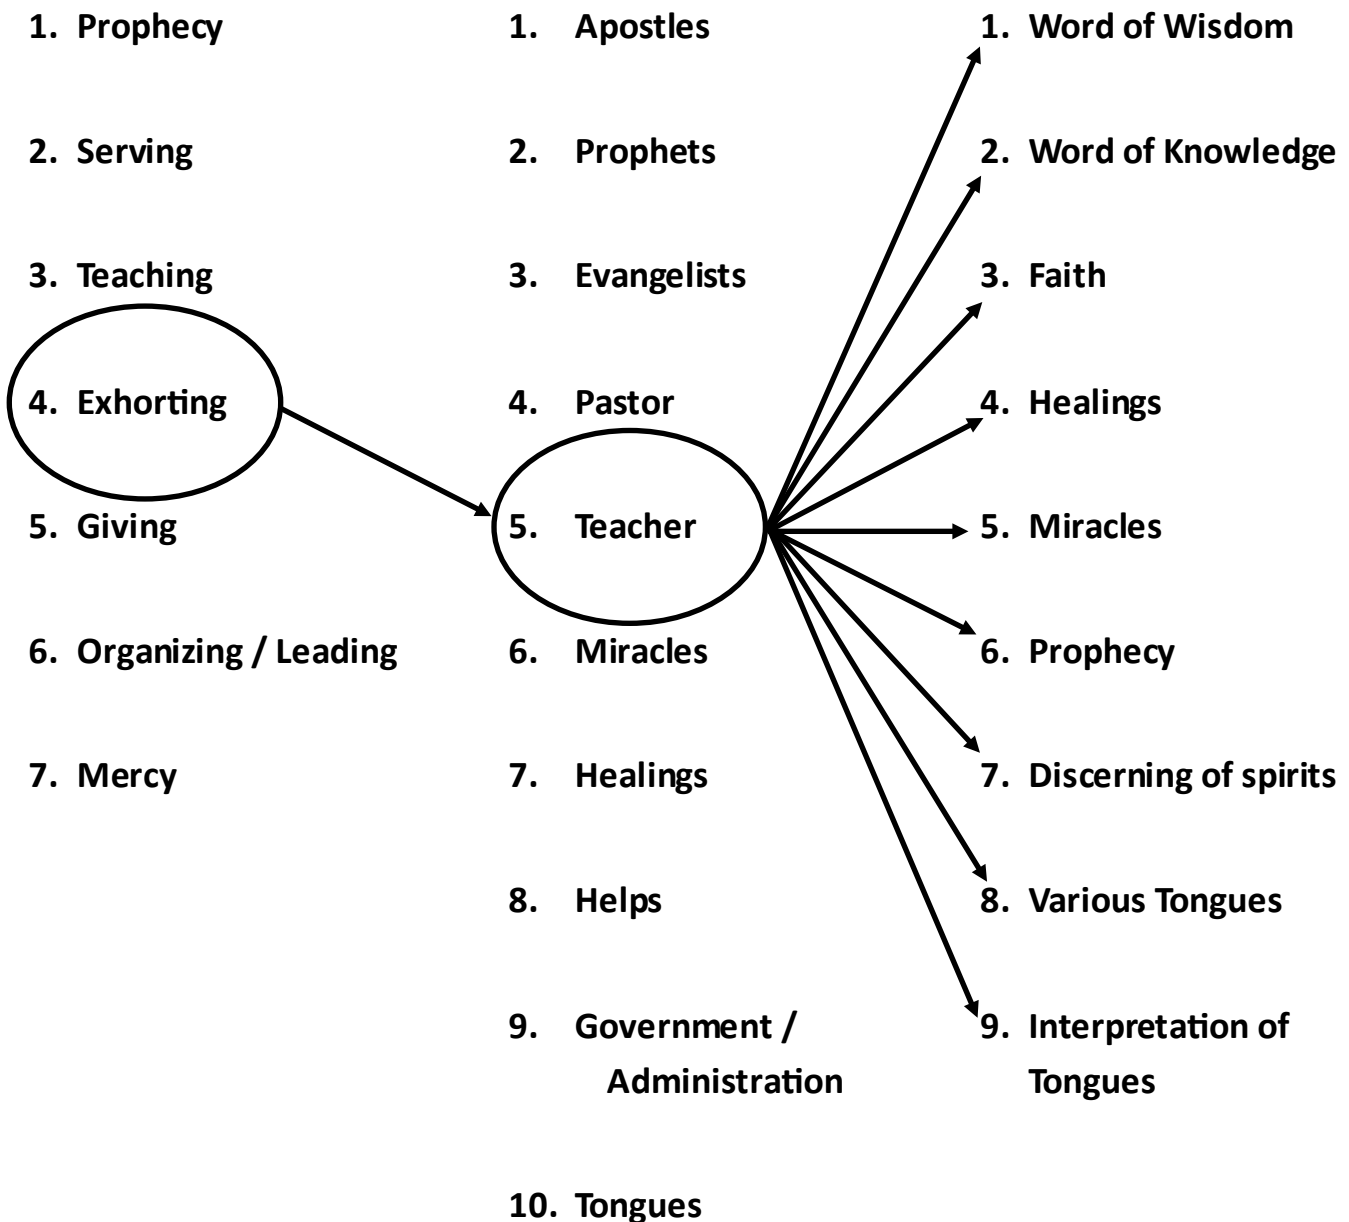 1. Prophecy
2. Serving
3. Teaching
4. Exhorting
5. Giving
6. Organizing / Leading
7. Mercy
1. Apostles
2. Prophets
3. Evangelists
4. Pastor
5. Teacher
6. Miracles
7. Healings
8. Helps
9. Government /
Administration
10. Tongues
1. Word of Wisdom
2. Word of Knowledge
3. Faith
4. Healings
5. Miracles
6. Prophecy
7. Discerning of spirits
8. Various Tongues
9. Interpretation of
Tongues